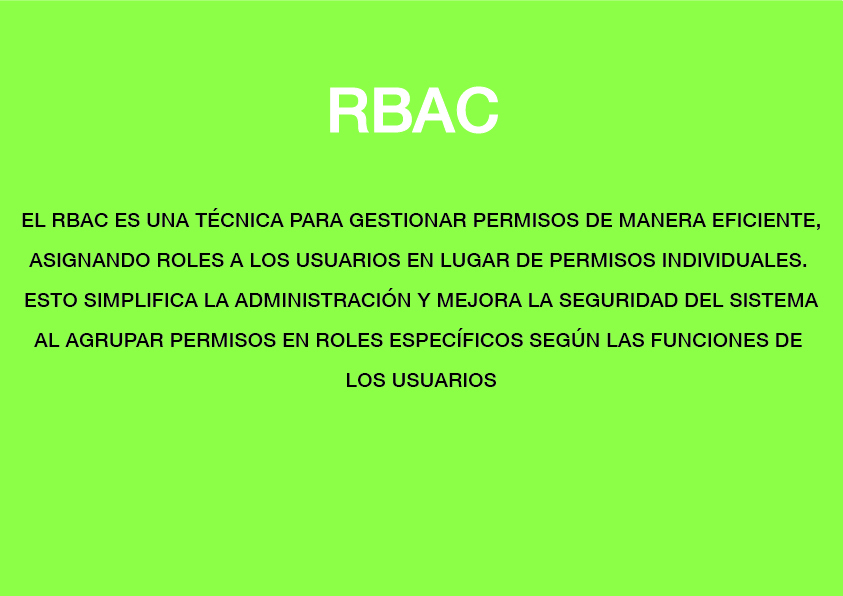 RBAC
EL RBAC ES UNA TÉCNICA PARA GESTIONAR PERMISOS DE MANERA EFICIENTE,
ASIGNANDO ROLES A LOS USUARIOS EN LUGAR DE PERMISOS INDIVIDUALES.
ESTO SIMPLIFICA LA ADMINISTRACIÓN Y MEJORA LA SEGURIDAD DEL SISTEMA
AL AGRUPAR PERMISOS EN ROLES ESPECÍFICOS SEGÚN LAS FUNCIONES DE
LOS USUARIOS